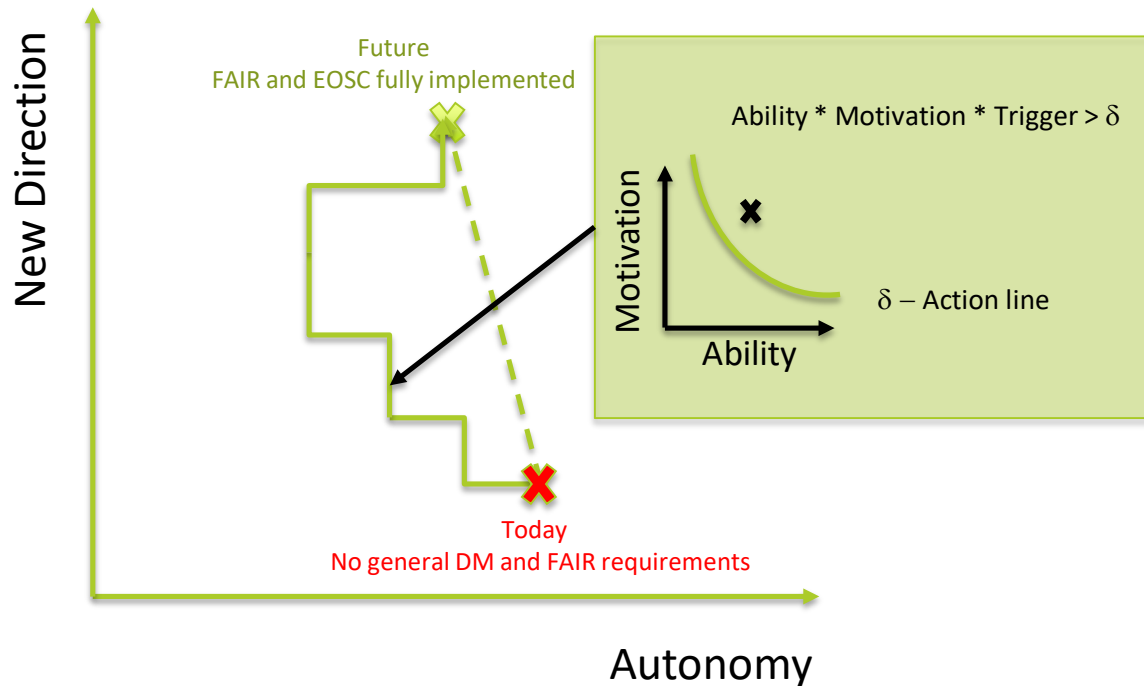 New Direction
Future
FAIR and EOSC fully implemented
Ability * Motivation * Trigger > δ
Motivation
δ – Action line
Ability
Today
No general DM and FAIR requirements
Autonomy